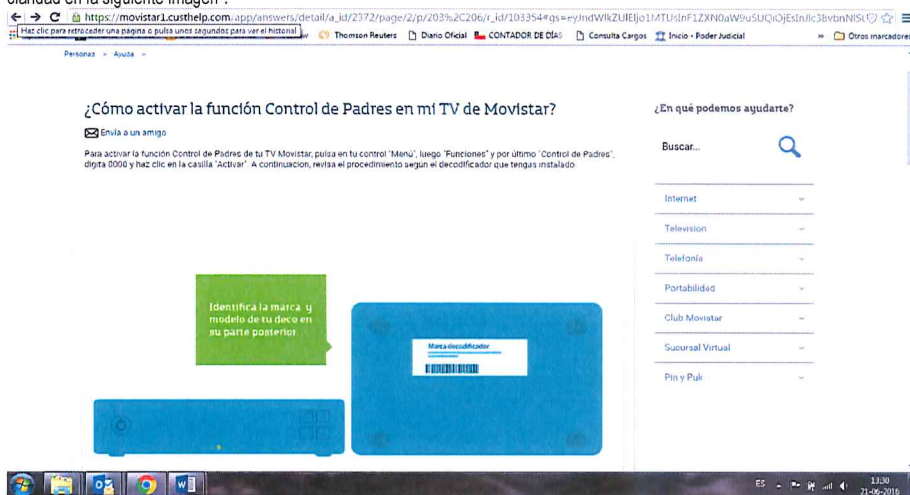 claridad en la siguiente imagen":
https://movistar1.custhelp.com/app/answers/detail/a_id/2372/page/2/p/203%2C206/r_id/103354#
Haz clic para retroceder una página o pulsa unos segundos para ver el historial
Thomson Reuters Diario Oficial CONTADOR DE DÍAS Consulta Cargos Inicio - Poder Judicial » Otros marcadores
Personas > Ayuda >
¿Cómo activar la función Control de Padres en mi TV de Movistar?
Envía a un amigo
Para activar la función Control de Padres de tu TV Movistar, pulsa en tu control "Menú", luego "Funciones" y por último "Control de Padres",
digita 0000 y haz clic en la casilla "Activar". A continuacion, revisa el procedimiento según el decodificador que tengas instalado
Identifica la marca y
modelo de tu deco en
su parte posterior
Marca decodificador
¿En qué podemos ayudarte?
Buscar...
Internet
Television
Telefonía
Portabilidad
Club Movistar
Sucursal Virtual
Pin y Puk
ES
13:30
21-06-2016